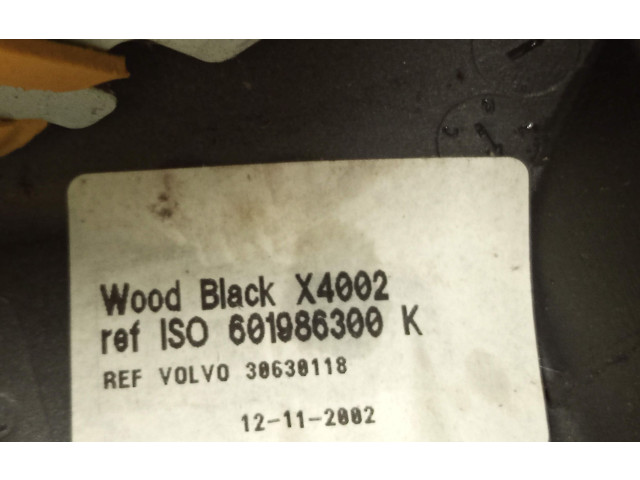 Wood Black X4002
ref ISO 601986300 K
REF VOLVO 30630118
12-11-2002